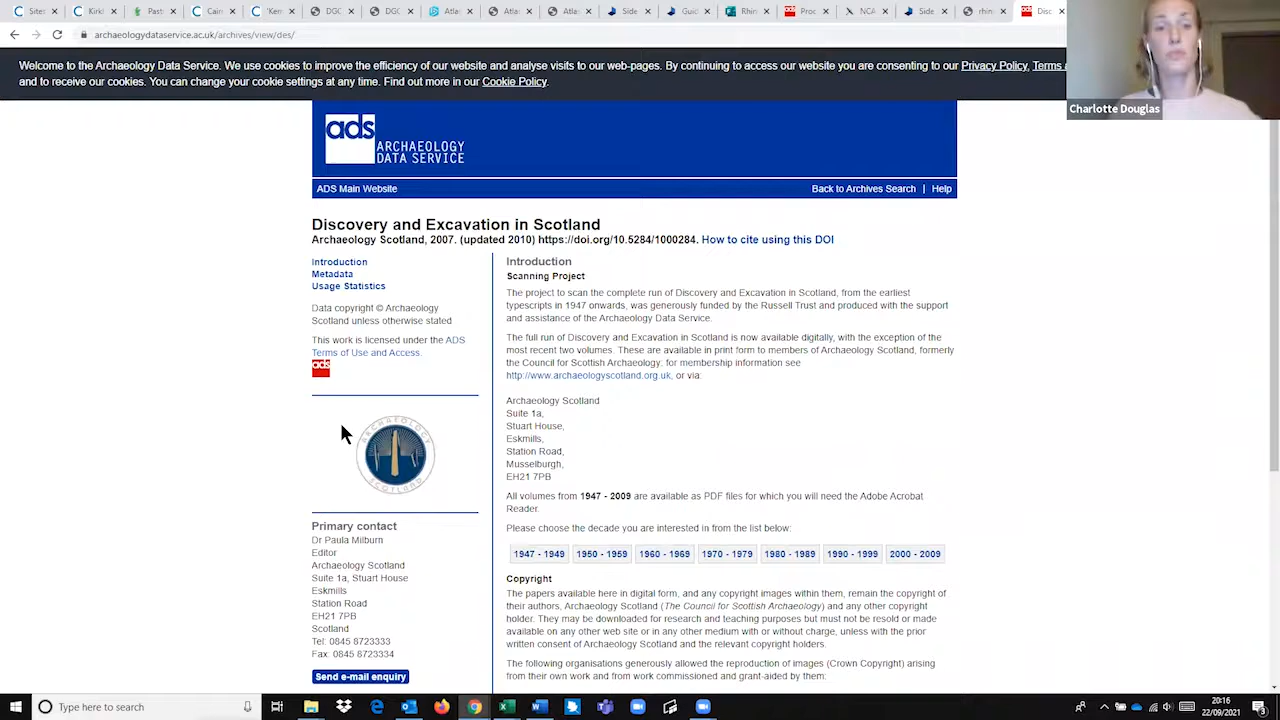 Sites
Kirkl
Past
Cairn
'Ken
DGC
DGC
Atlas
Atlas
Atlas
Side
Guid
Rhin
Proc
NCA
Side
rhins
Disc
archaeologydataservice.ac.uk/archives/view/des/
Welcome to the Archaeology Data Service. We use cookies to improve the efficiency of our website and analyse visits to our web-pages. By continuing to access our website you are consenting to our Privacy Policy, Terms
and to receive our cookies. You can change your cookie settings at any time. Find out more in our Cookie Policy.
Charlotte Douglas
ads
ARCHAEOLOGY
DATA SERVICE
ADS Main Website
Back to Archives Search | Help
Discovery and Excavation in Scotland
Archaeology Scotland, 2007. (updated 2010) https://doi.org/10.5284/1000284. How to cite using this DOI
Introduction
Metadata
Usage Statistics
Data copyright © Archaeology
Scotland unless otherwise stated
This work is licensed under the ADS
Terms of Use and Access.
ads
ARCHAEOLOGY
SCOTLAND
Primary contact
Dr Paula Milburn
Editor
Archaeology Scotland
Suite 1a, Stuart House
Eskmills
Station Road
EH21 7PB
Scotland
Tel: 0845 8723333
Fax: 0845 8723334
Send e-mail enquiry
Introduction
Scanning Project
The project to scan the complete run of Discovery and Excavation in Scotland, from the earliest
typescripts in 1947 onwards, was generously funded by the Russell Trust and produced with the support
and assistance of the Archaeology Data Service.
The full run of Discovery and Excavation in Scotland is now available digitally, with the exception of the
most recent two volumes. These are available in print form to members of Archaeology Scotland, formerly
the Council for Scottish Archaeology: for membership information see
http://www.archaeologyscotland.org.uk, or via:
Archaeology Scotland
Suite 1a,
Stuart House,
Eskmills,
Station Road,
Musselburgh,
EH21 7PB
All volumes from 1947 - 2009 are available as PDF files for which you will need the Adobe Acrobat
Reader.
Please choose the decade you are interested in from the list below:
1947 - 1949 1950 - 1959 1960 - 1969 1970 - 1979 1980 - 1989 1990 - 1999 2000 - 2009
Copyright
The papers available here in digital form, and any copyright images within them, remain the copyright of
their authors, Archaeology Scotland (The Council for Scottish Archaeology) and any other copyright
holder. They may be downloaded for research and teaching purposes but must not be resold or made
available on any other web site or in any other medium with or without charge, unless with the prior
written consent of Archaeology Scotland and the relevant copyright holders.
The following organisations generously allowed the reproduction of images (Crown Copyright) arising
from their own work and from work commissioned and grant-aided by them:
Type here to search
20:16
22/09/2021